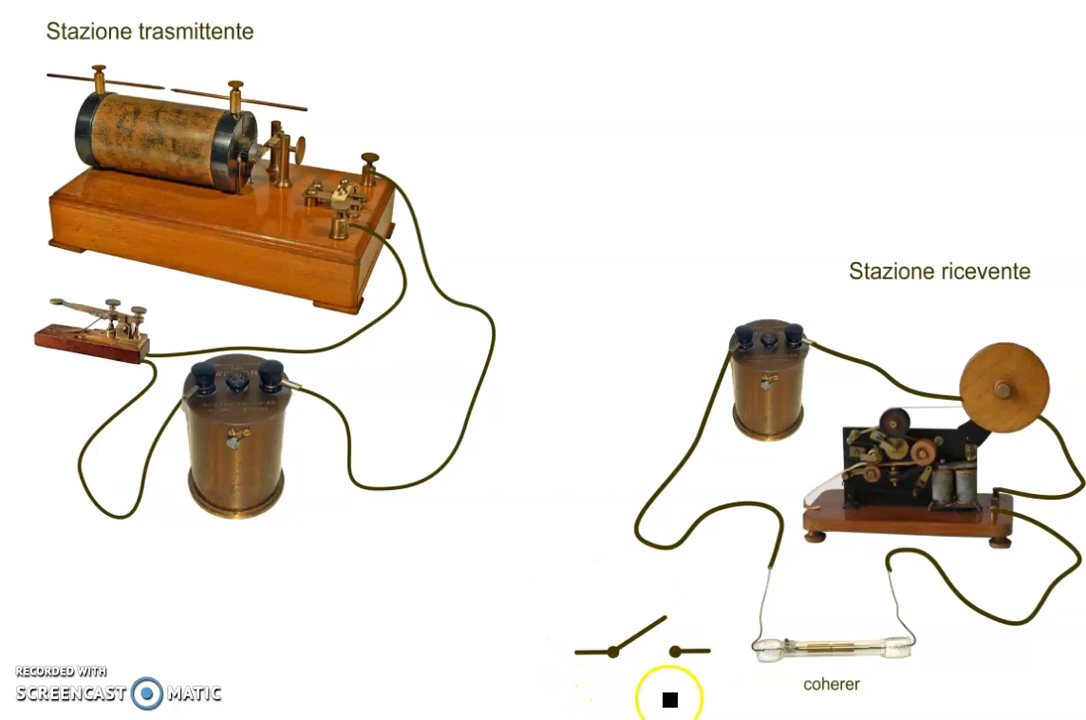 Stazione trasmittente
Stazione ricevente
coherer
RECORDED WITH
SCREENCAST MATIC